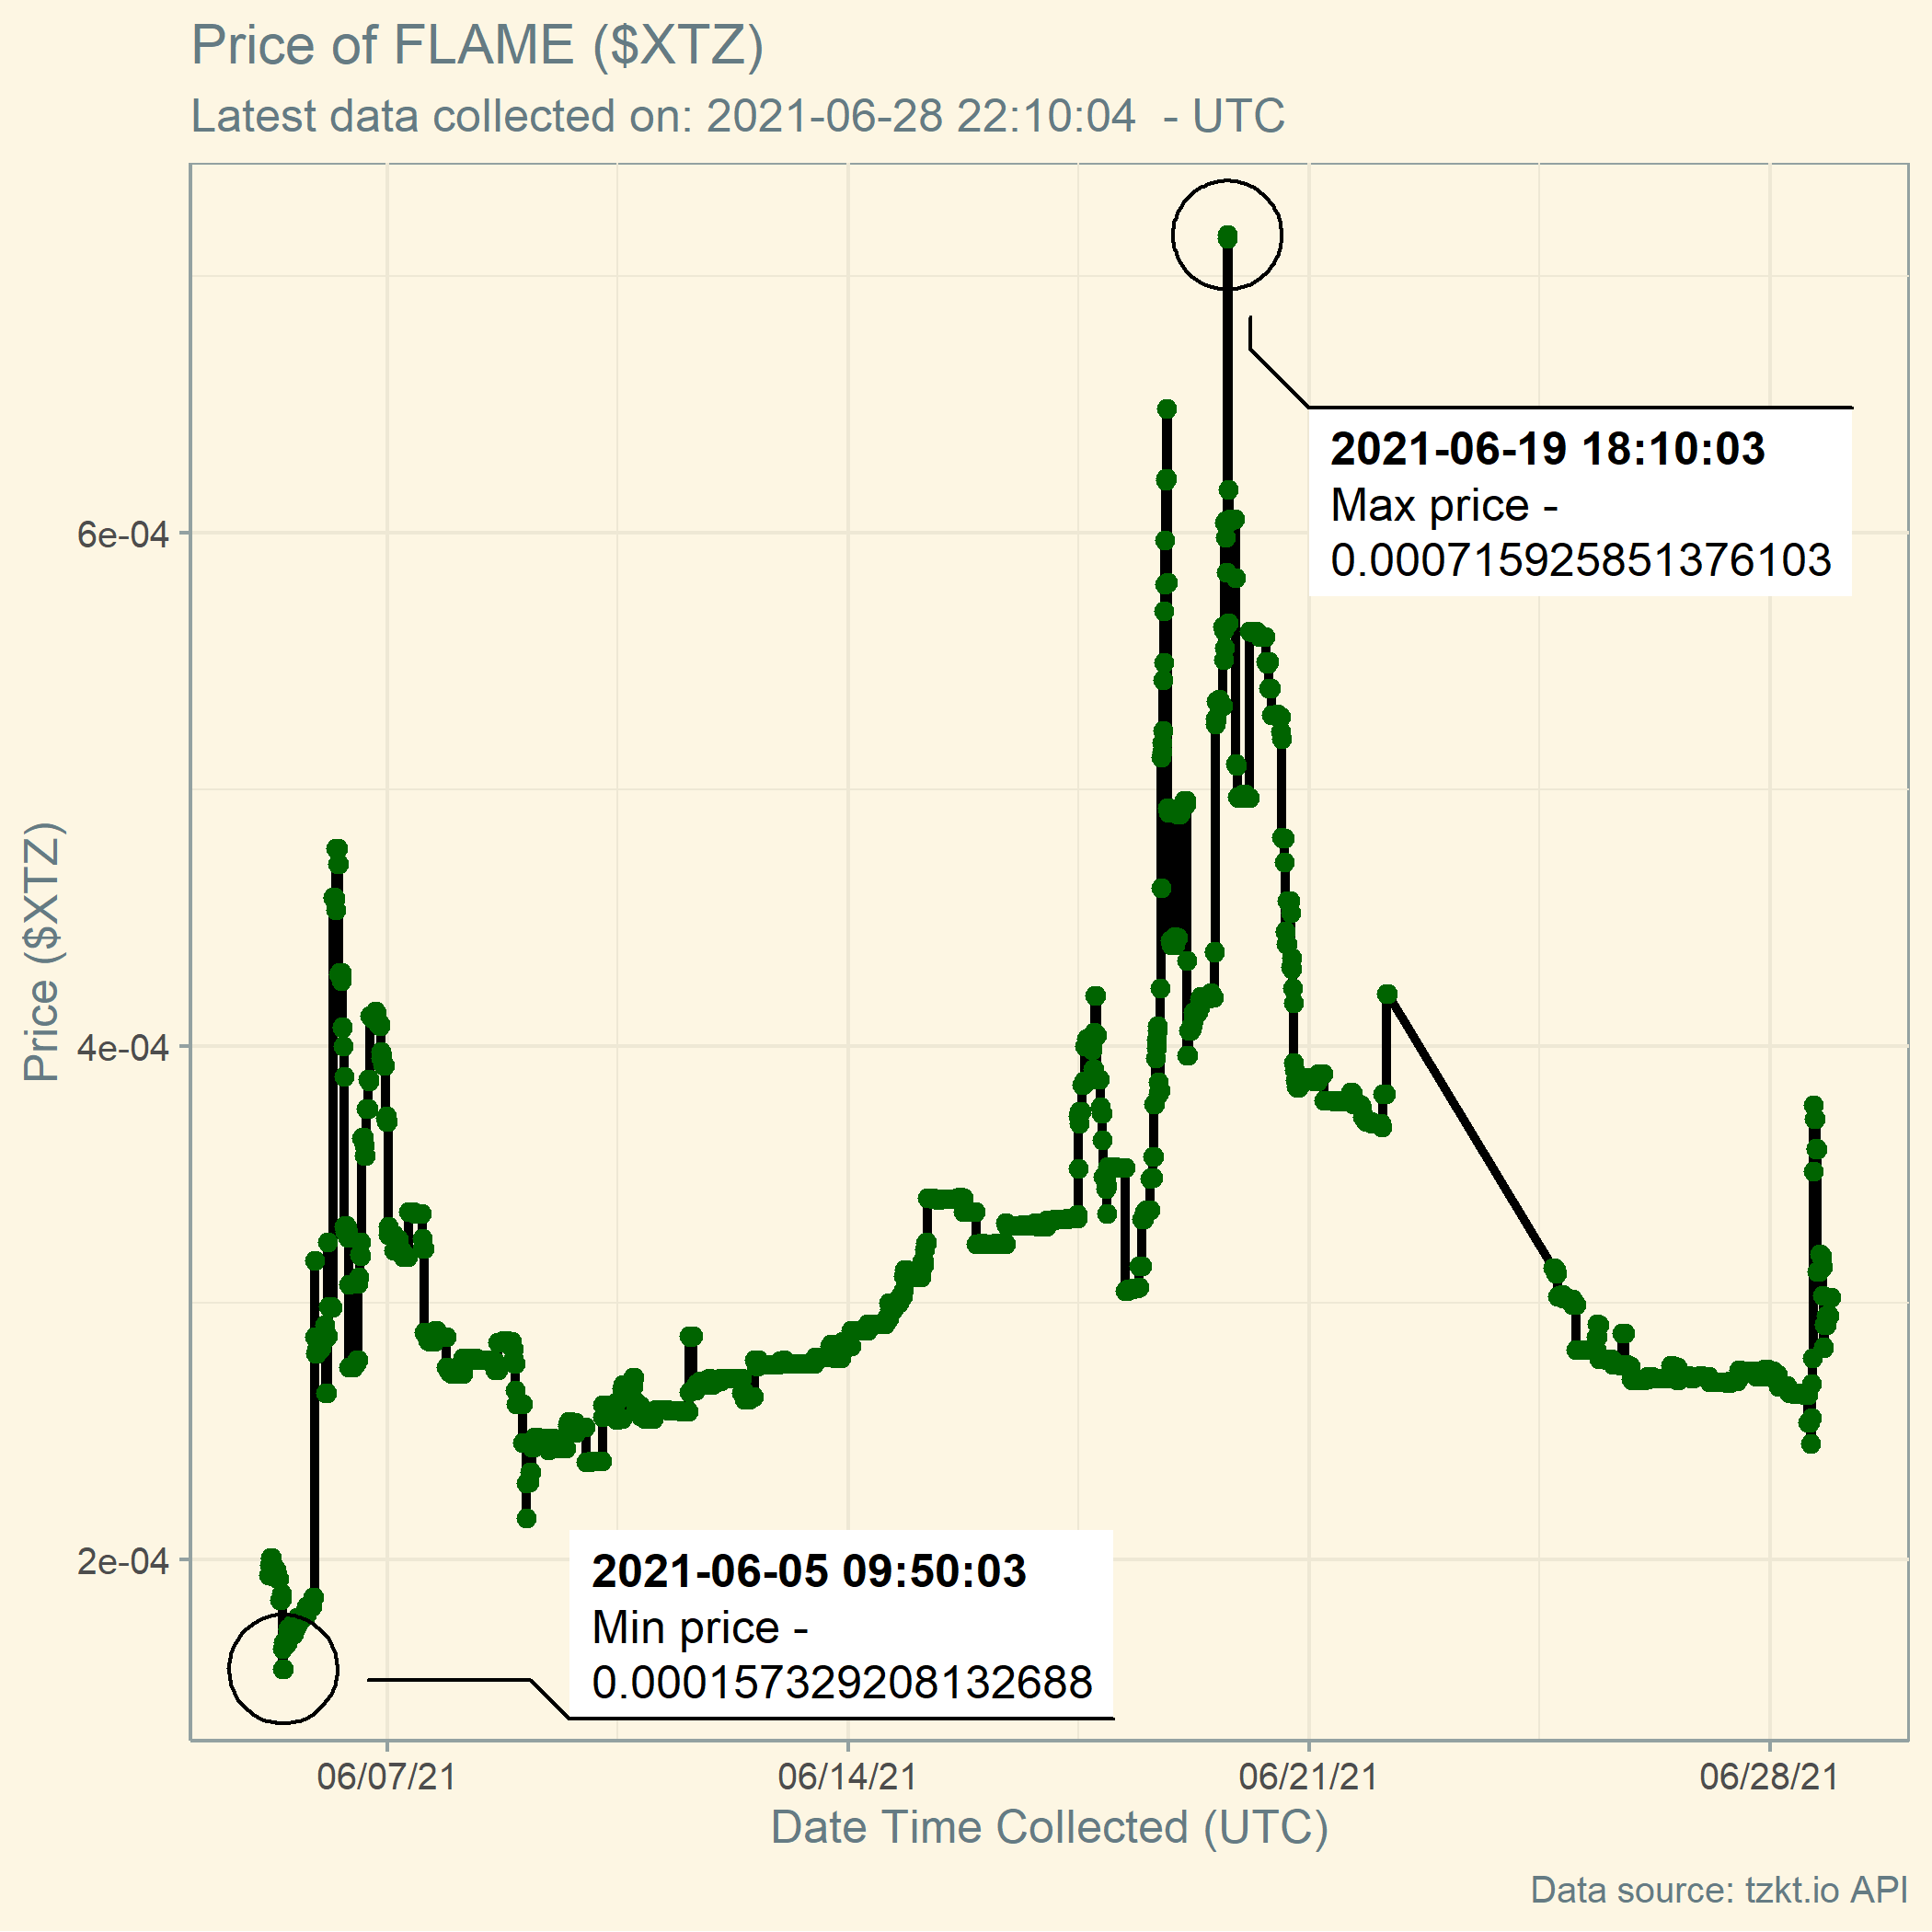 Price of FLAME ($XTZ)
Latest data collected on: 2021-06-28 22:10:04  - UTC
2021-06-19 18:10:03
Max price -
0.000715925851376103
6e-04
4e-04
2e-04
Price ($XTZ)
2021-06-05 09:50:03
Min price -
0.000157329208132688
06/07/21
06/14/21
06/21/21
06/28/21
Date Time Collected (UTC)
Data source: tzkt.io API